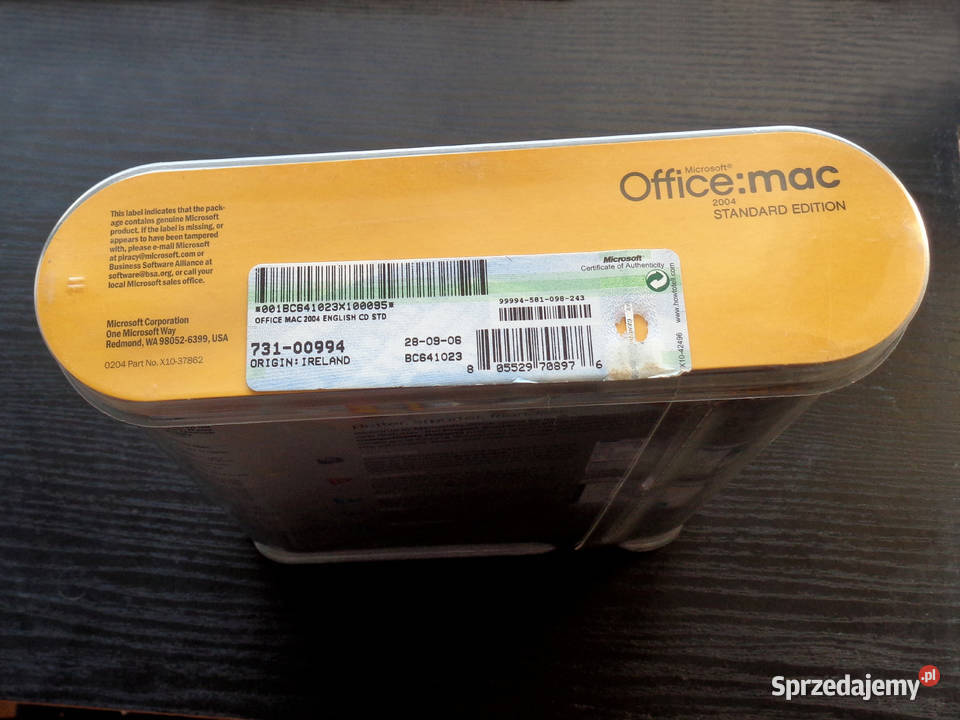 Microsoft®
Office:mac
2004
STANDARD EDITION
This label indicates that the pack-
age contains genuine Microsoft
product. If the label is missing, or
appears to have been tampered
with, please e-mail Microsoft
at piracy@microsoft.com or
Business Software Alliance at
software@bsa.org, or call your
local Microsoft sales office.
Microsoft Corporation
One Microsoft Way
Redmond, WA 98052-6399, USA
0204 Part No. X10-37862
*001BC641023X100095*
OFFICE MAC 2004 ENGLISH CD STD
731-00994
ORIGIN: IRELAND
28-09-06
BC641023
Microsoft®
Certificate of Authenticity
99994-581-098-243
8 05529 70897 6
www.howtotell.com
X10-42496
Sprzedajemy.pl